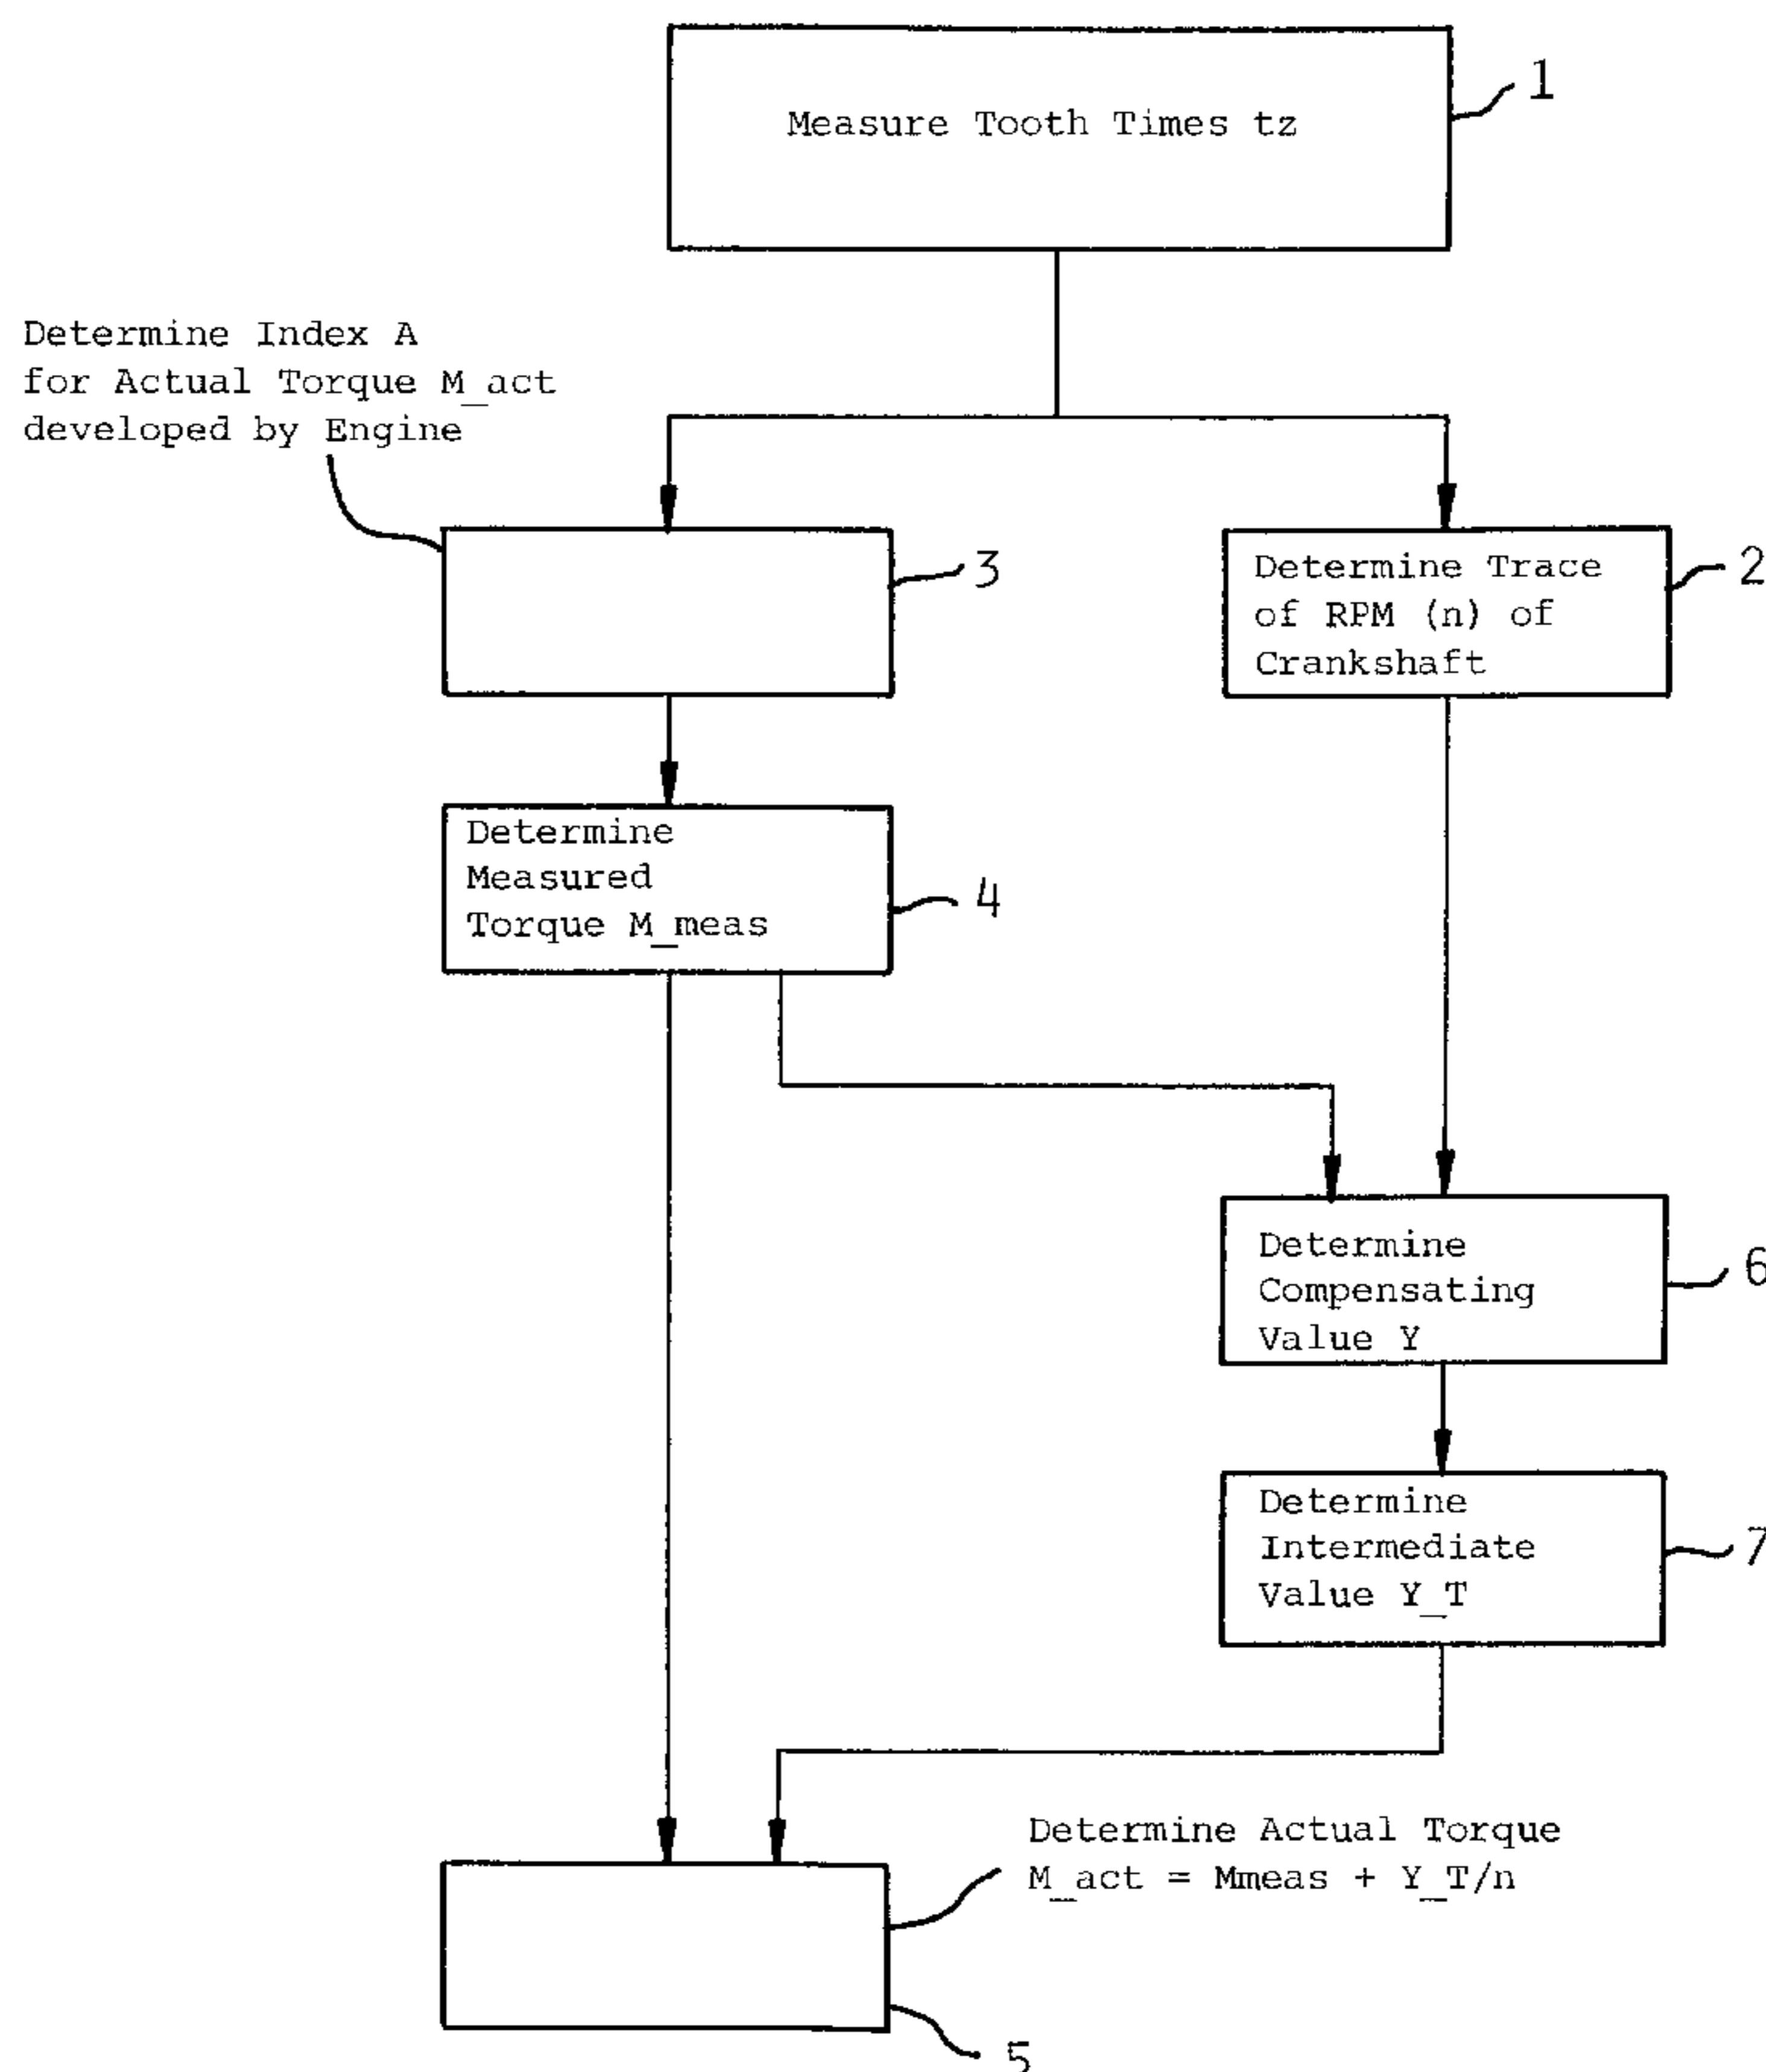 Measure Tooth Times tz
1
Determine Index A
for Actual Torque M_act
developed by Engine
3
Determine Trace
of RPM (n) of
Crankshaft
2
Determine
Measured
Torque M_meas
4
Determine
Compensating
Value Y
6
Determine
Intermediate
Value Y_T
7
Determine Actual Torque
M_act = Mmeas + Y_T/n
5